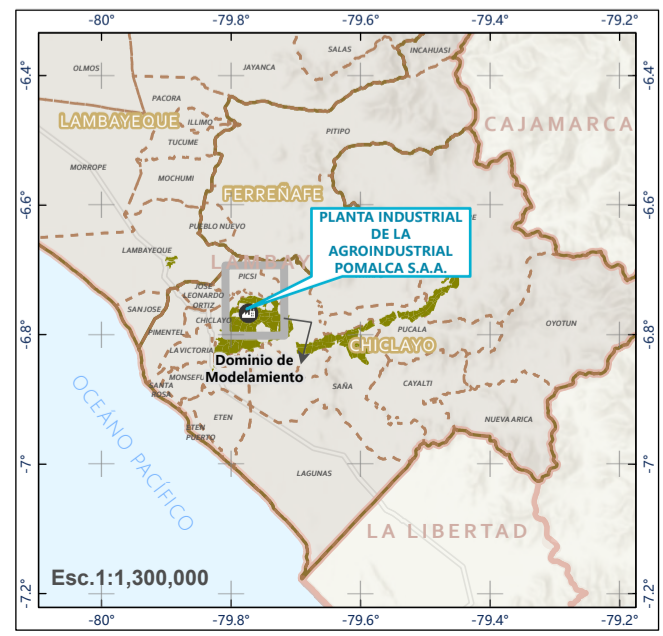 -80° -79.8° -79.6° -79.4° -79.2°
-6.4°
-6.6°
-6.8°
-7°
-7.2°
OLMOS
SALAS
INCAHUASI
JAYANCA
PACORA
LAMBAYEQUE
ILLIMO
TUCUME
PITIPO
CAJAMARCA
MORROPE
MOCHUMI
FERREÑAFE
PUEBLO NUEVO
PLANTA INDUSTRIAL
DE LA
AGROINDUSTRIAL
POMALCA S.A.A.
LAMBAYEQUE
PICSI
JOSE
LEONARDO
ORTIZ
SAN JOSE
CHICLAYO
PIMENTEL
LA VICTORIA
PUCALA
OYOTUN
CHICLAYO
Dominio de
Modelamiento
MONSEFU
SANTA
ROSA
SAÑA
CAYALTI
ETEN
ETEN
PUERTO
NUEVA ARICA
LAGUNAS
OCEÁNO PACÍFICO
LA LIBERTAD
Esc.1:1,300,000
-80° -79.8° -79.6° -79.4° -79.2°
-6.4°
-6.6°
-6.8°
-7°
-7.2°